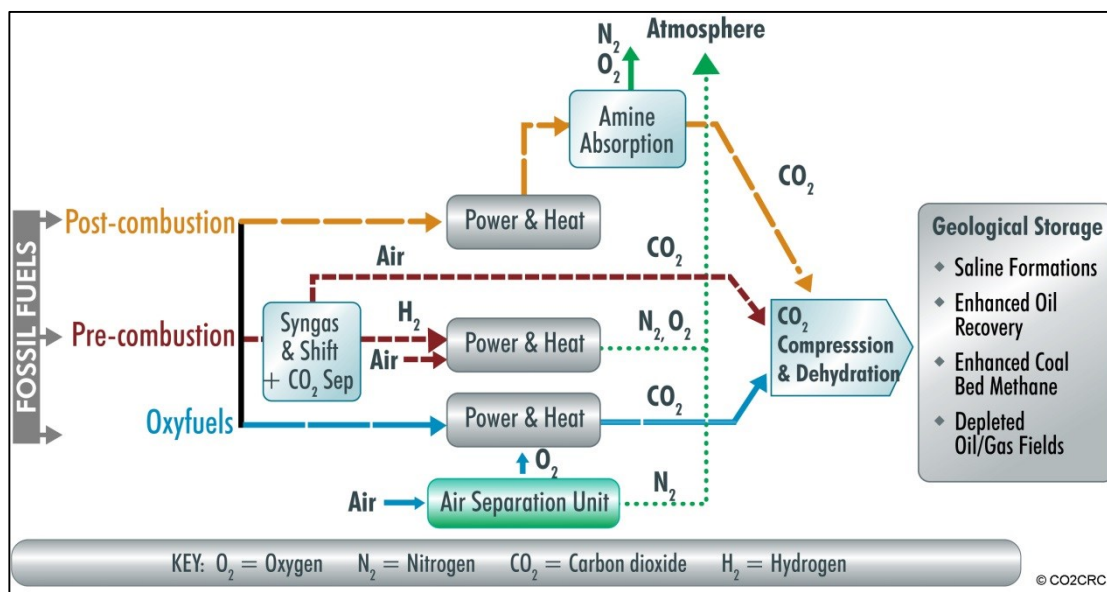 N₂
O₂
Atmosphere
Amine
Absorption
CO₂
FOSSIL FUELS
Post-combustion
Power & Heat
Air
CO₂
Pre-combustion
Syngas
& Shift
+ CO₂ Sep
H₂
Air
Power & Heat
N₂, O₂
CO₂
Compresssion
& Dehydration
Oxyfuels
Power & Heat
CO₂
O₂
Air
Air Separation Unit
N₂
Geological Storage
Saline Formations
Enhanced Oil
Recovery
Enhanced Coal
Bed Methane
Depleted
Oil/Gas Fields
KEY: O₂ = Oxygen N₂ = Nitrogen CO₂ = Carbon dioxide H₂ = Hydrogen
© CO2CRC